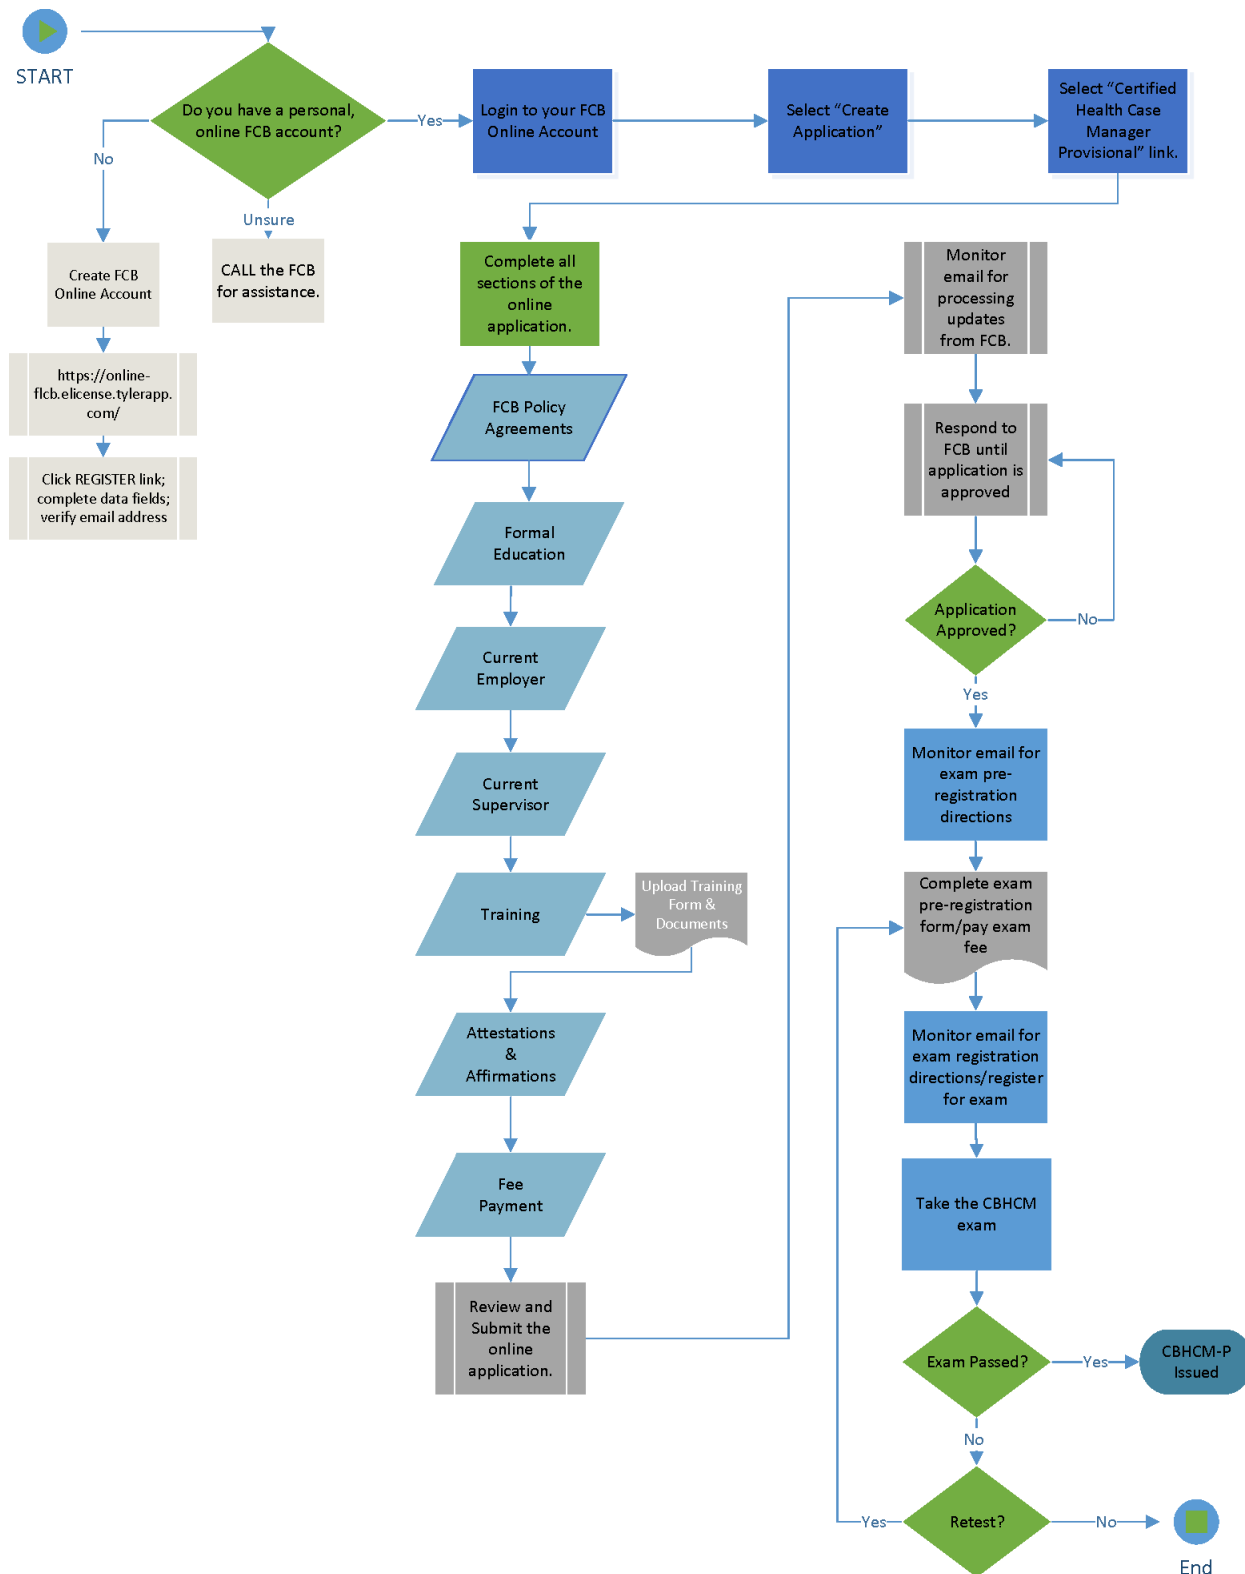 START
Do you have a personal,
online FCB account?
Yes
Login to your FCB
Online Account
Select “Create
Application”
Select “Certified
Health Case
Manager
Provisional” link.
No
Unsure
Create FCB
Online Account
CALL the FCB
for assistance.
https://online-
flcb.elicense.tylerapp.
com/
Click REGISTER link;
complete data fields;
verify email address
Complete all
sections of the
online
application.
FCB Policy
Agreements
Formal
Education
Current
Employer
Current
Supervisor
Training
Upload Training
Form &
Documents
Attestations
&
Affirmations
Fee
Payment
Review and
Submit the
online
application.
Monitor
email for
processing
updates
from FCB.
Respond to
FCB until
application is
approved
Application
Approved?
No
Yes
Monitor email for
exam pre-
registration
directions
Complete exam
pre-registration
form/pay exam
fee
Monitor email for
exam registration
directions/register
for exam
Take the CBHCM
exam
Exam Passed?
Yes
CBHCM-P
Issued
No
Retest?
Yes
No
End